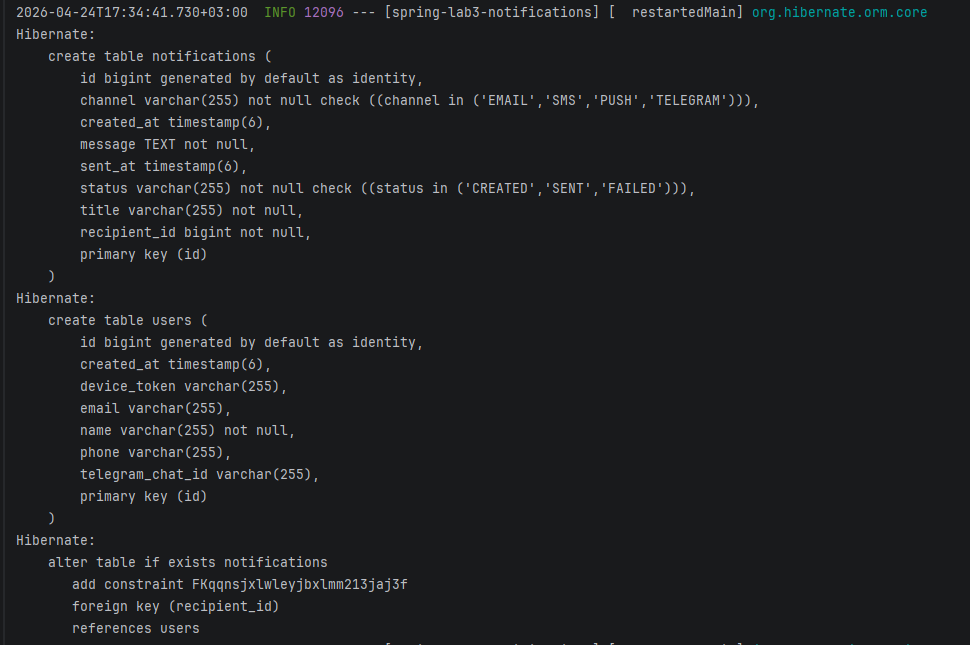 2026-04-24T17:34:41.730+03:00  INFO 12096 --- [spring-lab3-notifications] [  restartedMain] org.hibernate.orm.core
Hibernate:
    create table notifications (
        id bigint generated by default as identity,
        channel varchar(255) not null check ((channel in ('EMAIL','SMS','PUSH','TELEGRAM'))),
        created_at timestamp(6),
        message TEXT not null,
        sent_at timestamp(6),
        status varchar(255) not null check ((status in ('CREATED','SENT','FAILED'))),
        title varchar(255) not null,
        recipient_id bigint not null,
        primary key (id)
    )
Hibernate:
    create table users (
        id bigint generated by default as identity,
        created_at timestamp(6),
        device_token varchar(255),
        email varchar(255),
        name varchar(255) not null,
        phone varchar(255),
        telegram_chat_id varchar(255),
        primary key (id)
    )
Hibernate:
    alter table if exists notifications
       add constraint FKqqnsjxlwleyjbxlmm213jaj3f
       foreign key (recipient_id)
       references users